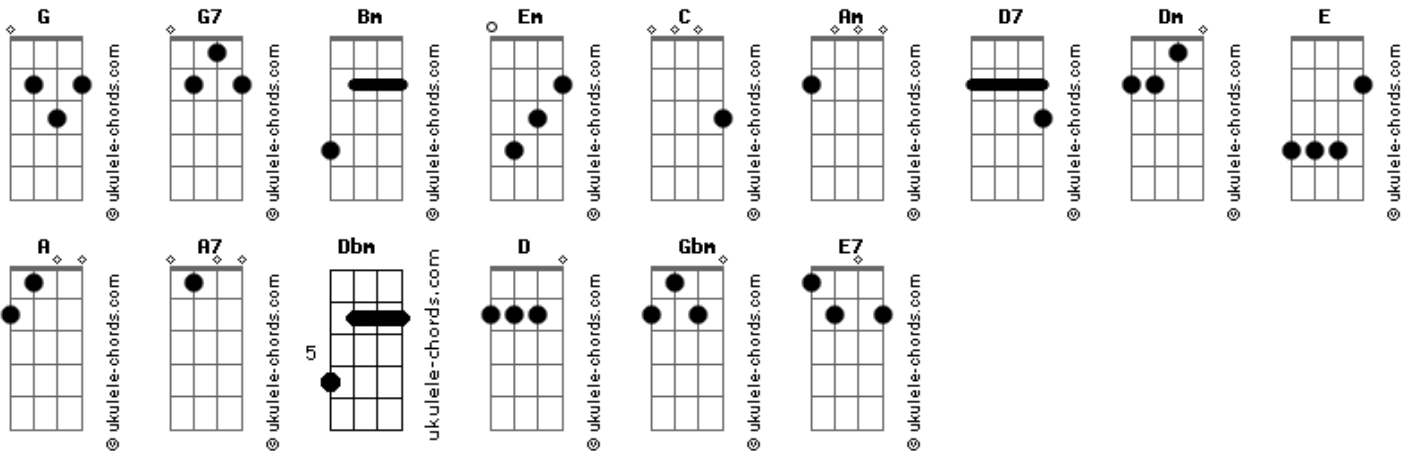 G G7 Bm Em C Am D7 Dm E
ukulele-chords.com ukulele-chords.com ukulele-chords.com ukulele-chords.com ukulele-chords.com ukulele-chords.com ukulele-chords.com ukulele-chords.com ukulele-chords.com
A A7 Dbm D Gbm E7
5
ukulele-chords.com ukulele-chords.com ukulele-chords.com ukulele-chords.com ukulele-chords.com ukulele-chords.com